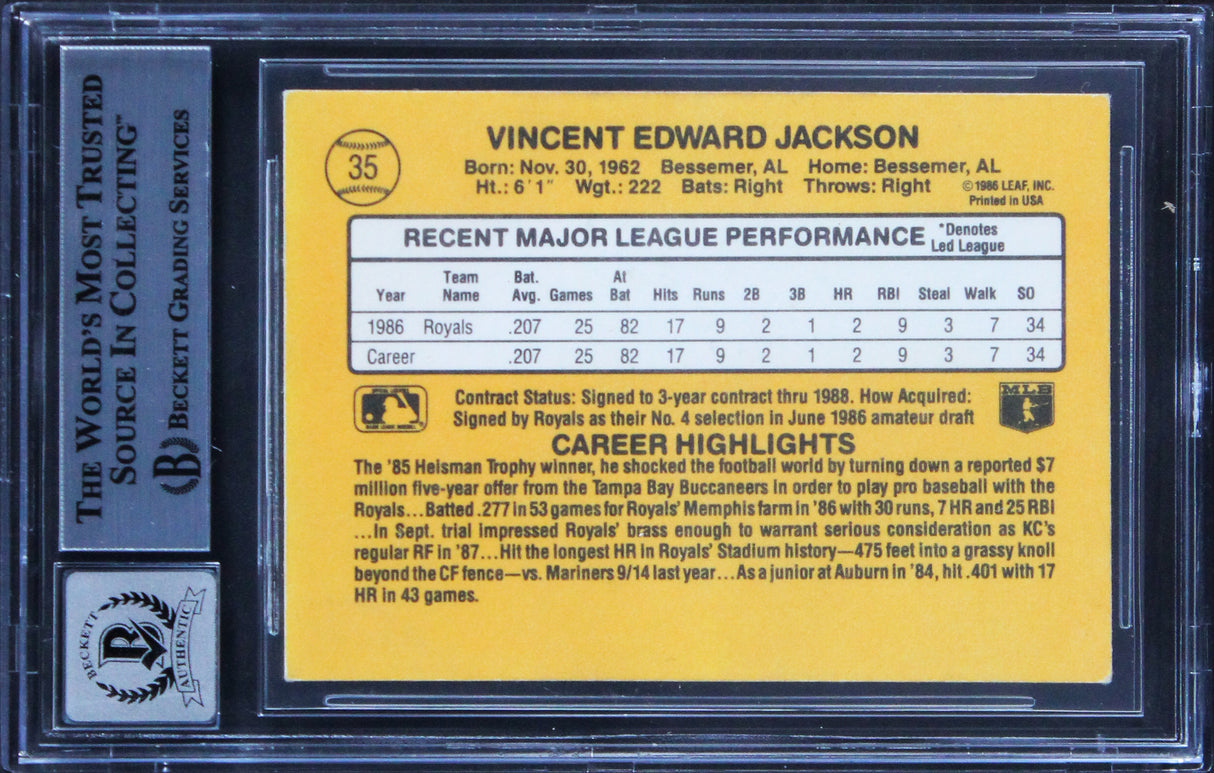 THE WORLD'S MOST TRUSTED
SOURCE IN COLLECTING™
BECKETT GRADING SERVICES
B
BECKETT
B
AUTHENTIC
35
VINCENT EDWARD JACKSON
Born: Nov. 30, 1962 Bessemer, AL Home: Bessemer, AL
Ht.: 6'1" Wgt.: 222 Bats: Right Throws: Right
©1986 LEAF, INC.
Printed in USA
RECENT MAJOR LEAGUE PERFORMANCE *Denotes
Led League
Year Team Name Bat. Avg. Games At Bat Hits Runs 2B 3B HR RBI Steal Walk SO
1986 Royals .207 25 82 17 9 2 1 2 9 3 7 34
Career .207 25 82 17 9 2 1 2 9 3 7 34
MLB
Contract Status: Signed to 3-year contract thru 1988. How Acquired:
Signed by Royals as their No. 4 selection in June 1986 amateur draft
CAREER HIGHLIGHTS
The '85 Heisman Trophy winner, he shocked the football world by turning down a reported $7
million five-year offer from the Tampa Bay Buccaneers in order to play pro baseball with the
Royals...Batted .277 in 53 games for Royals' Memphis farm in '86 with 30 runs, 7 HR and 25 RBI
...In Sept. trial impressed Royals' brass enough to warrant serious consideration as KC's
regular RF in '87...Hit the longest HR in Royals' Stadium history—475 feet into a grassy knoll
beyond the CF fence—vs. Mariners 9/14 last year...As a junior at Auburn in '84, hit .401 with 17
HR in 43 games.